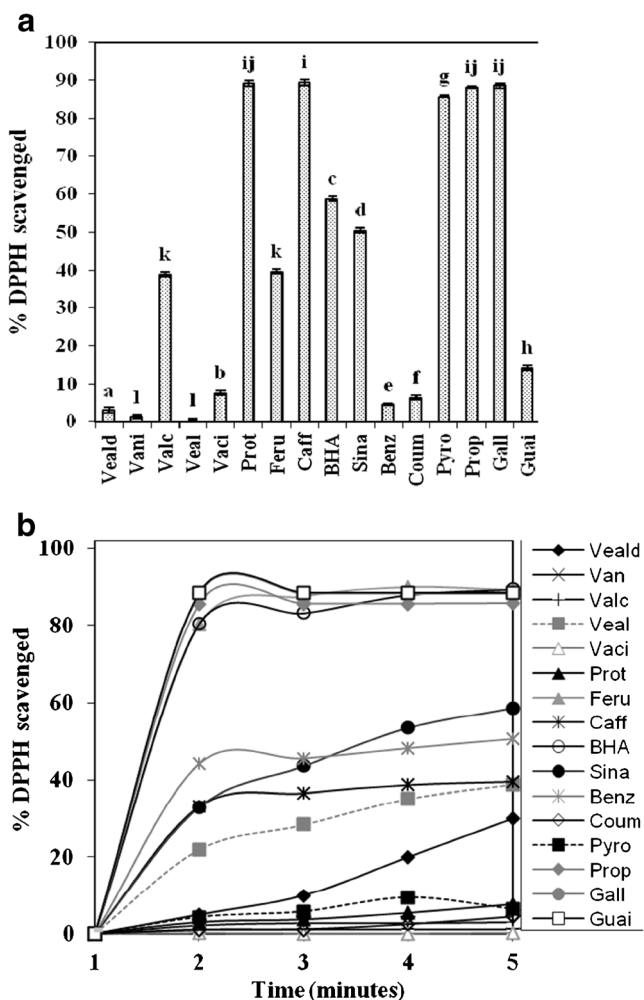 a
% DPPH scavenged
100
90
80
70
60
50
40
30
20
10
0
a
l
k
l
b
ij
k
i
c
d
e
f
g
ij
ij
h
Veald
Vani
Valc
Veal
Vaci
Prot
Feru
Caff
BHA
Sina
Benz
Coum
Pyro
Prop
Gall
Guai
b
% DPPH scavenged
100
80
60
40
20
0
1
2
3
4
5
Time (minutes)
Veald
Van
Valc
Veal
Vaci
Prot
Feru
Caff
BHA
Sina
Benz
Coum
Pyro
Prop
Gall
Guai